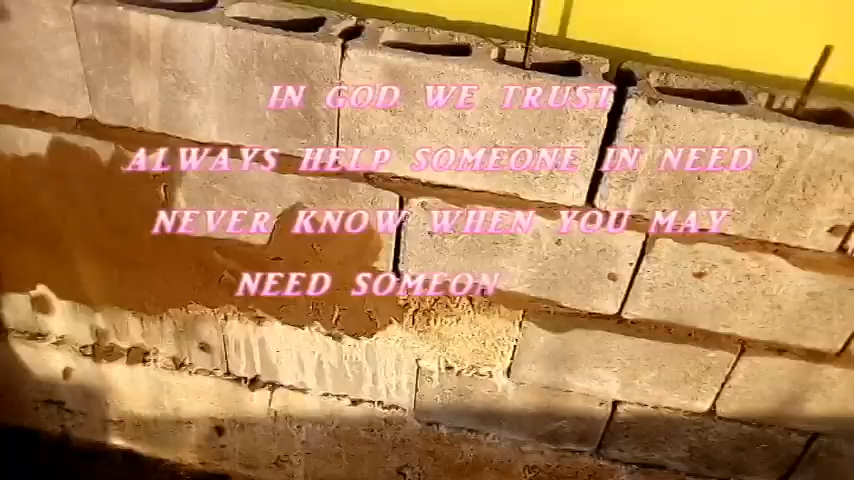 IN GOD WE TRUST
ALWAYS HELP SOMEONE IN NEED
NEVER KNOW WHEN YOU MAY
NEED SOMEON